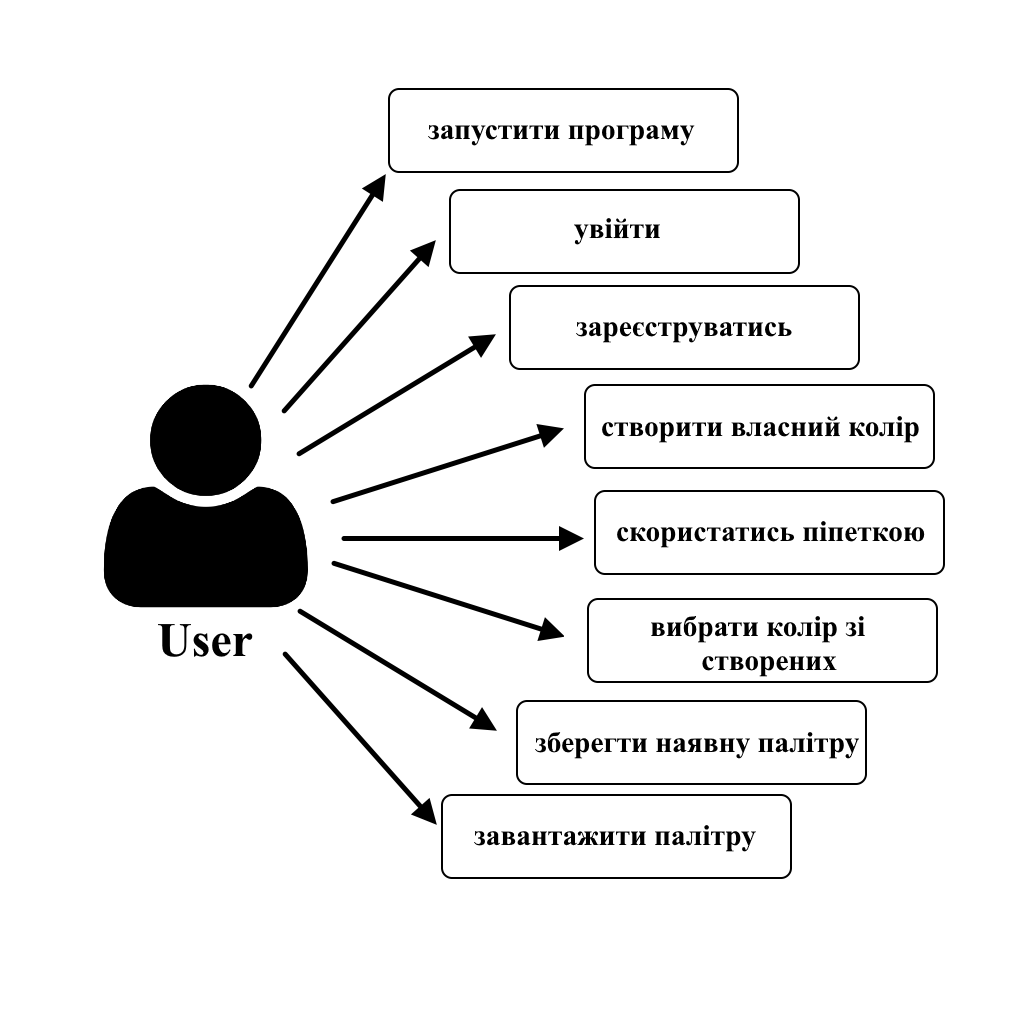 запустити програму
увійти
зареєструватись
створити власний колір
скористатись піпеткою
вибрати колір зі
створених
User
зберегти наявну палітру
завантажити палітру